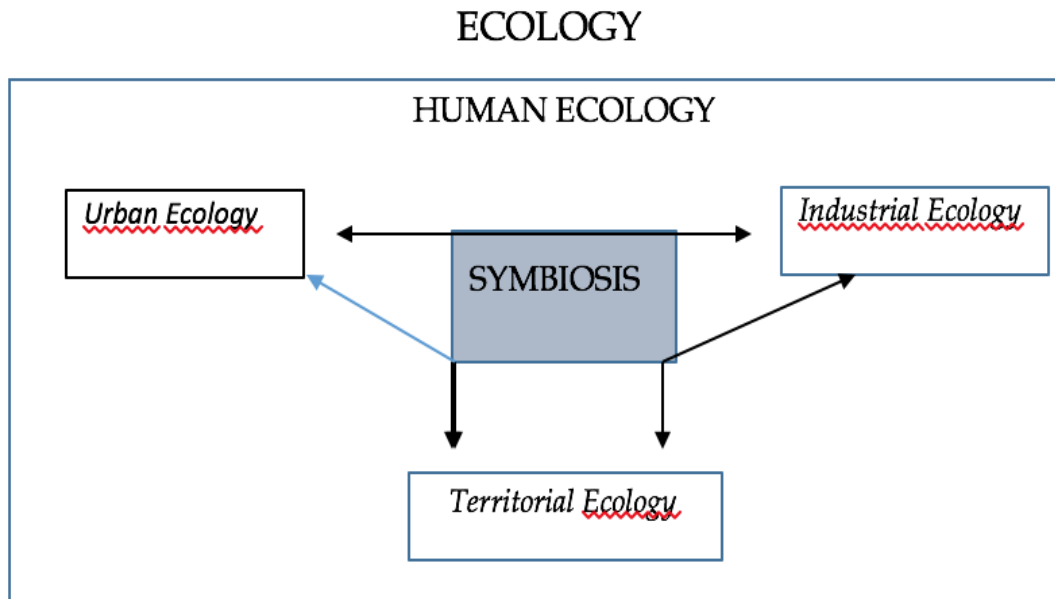 ECOLOGY
HUMAN ECOLOGY
Urban Ecology
Industrial Ecology
SYMBIOSIS
Territorial Ecology